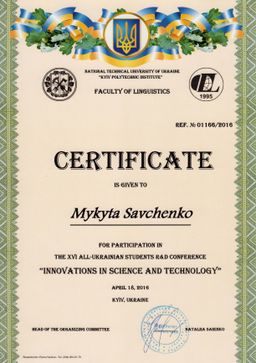 NATIONAL TECHNICAL UNIVERSITY OF UKRAINE
"KYIV POLYTECHNIC INSTITUTE"
FACULTY OF LINGUISTICS
1995
REF. № 01166/2016
CERTIFICATE
IS GIVEN TO
Mykyta Savchenko
FOR PARTICIPATION IN
THE XVI ALL-UKRAINIAN STUDENTS R&D CONFERENCE
"INNOVATIONS IN SCIENCE AND TECHNOLOGY"
APRIL 15, 2016
KYIV, UKRAINE
HEAD OF THE ORGANIZING COMMITTEE
NATALIA SAIENKO